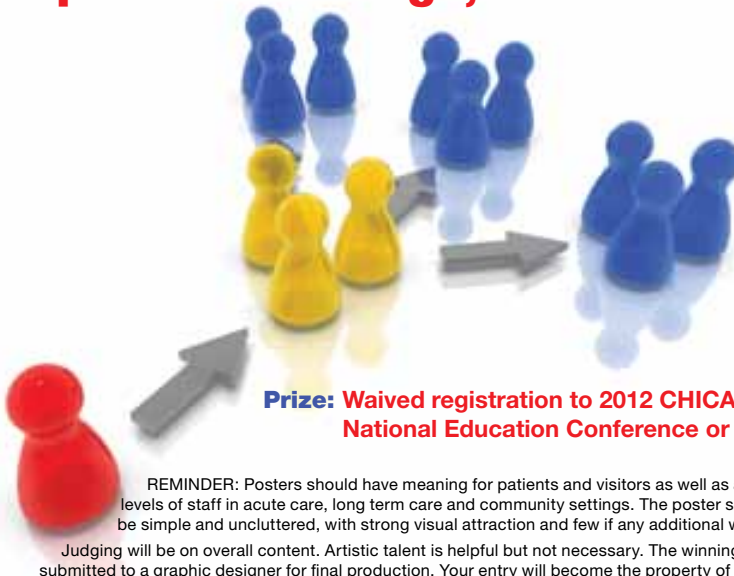 Prize: Waived registration to 2012 CHICA
National Education Conference or
REMINDER: Posters should have meaning for patients and visitors as well as
levels of staff in acute care, long term care and community settings. The poster
be simple and uncluttered, with strong visual attraction and few if any additional
Judging will be on overall content. Artistic talent is helpful but not necessary. The winning
submitted to a graphic designer for final production. Your entry will become the property of